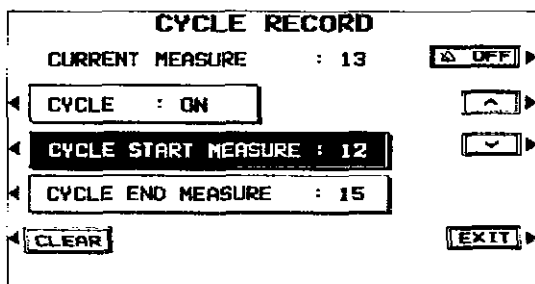 CYCLE RECORD
CURRENT MEASURE : 13
OFF
CYCLE : ON
CYCLE START MEASURE : 12
CYCLE END MEASURE : 15
CLEAR
EXIT